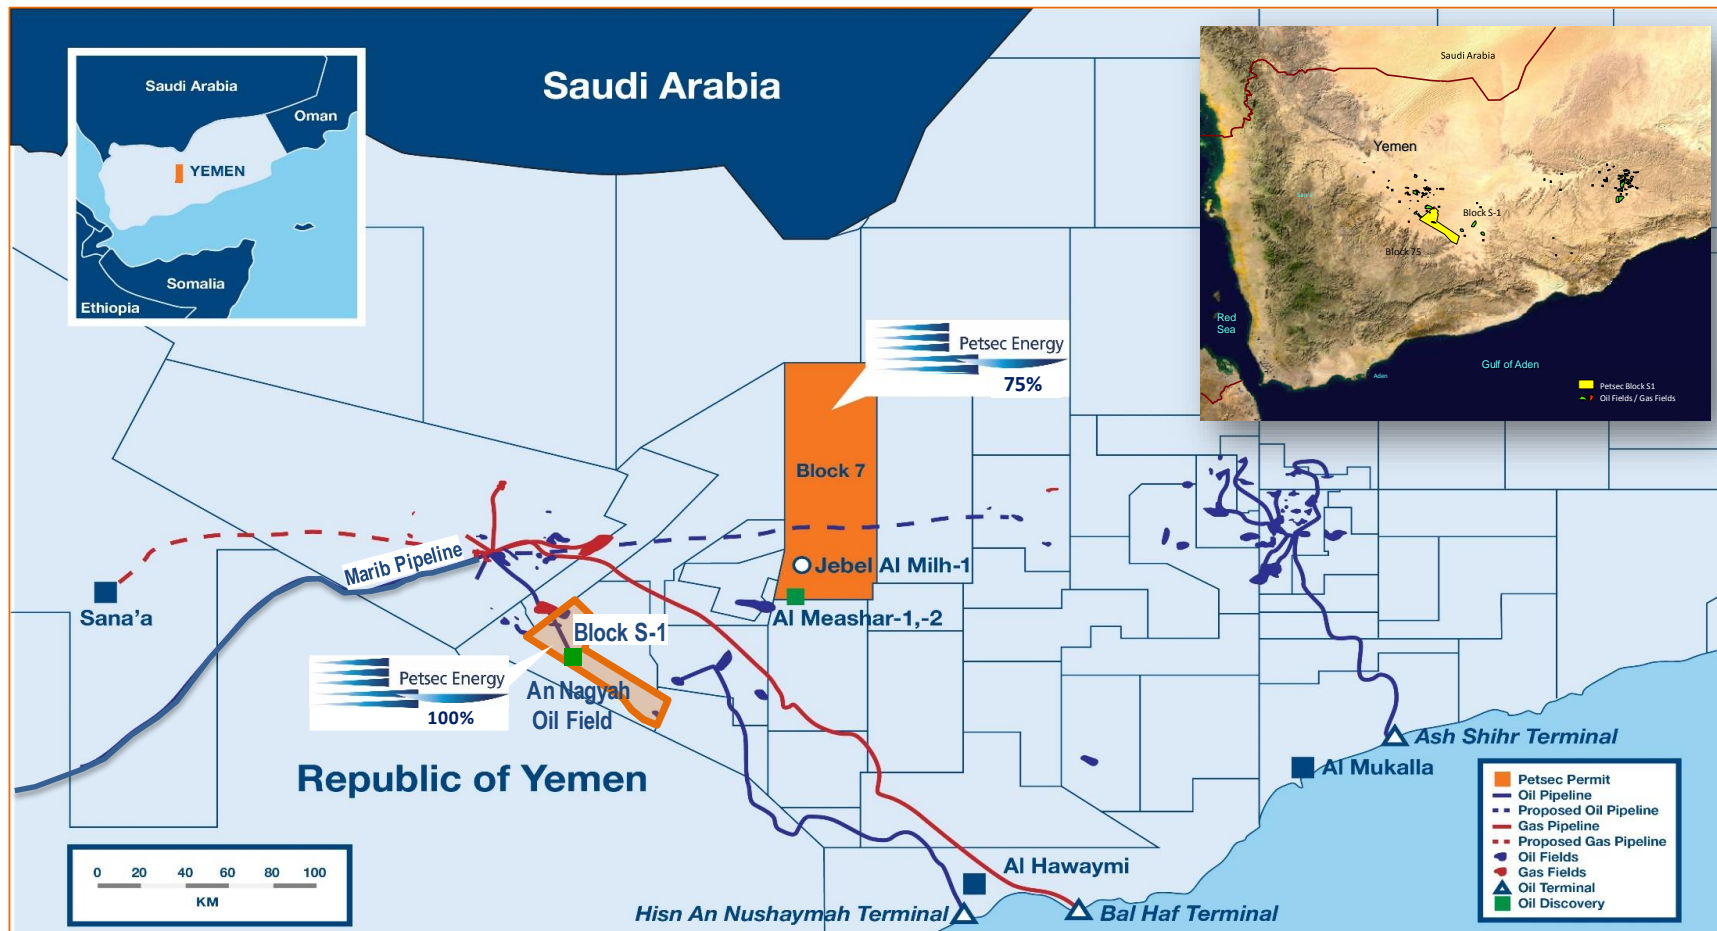 Saudi Arabia
Saudi Arabia
Oman
YEMEN
Somalia
Ethiopia
Saudi Arabia
Yemen
Block S-1
Block 75
Red
Sea
Gulf of Aden
Aden
Petsec Block S1
Oil Fields / Gas Fields
Petsec Energy
75%
Block 7
Marib Pipeline
Jebel Al Milh-1
Sana'a
Al Meashar-1,-2
Block S-1
Petsec Energy
100%
An Nagyah
Oil Field
Republic of Yemen
Ash Shihr Terminal
Al Mukalla
Petsec Permit
Oil Pipeline
Proposed Oil Pipeline
Gas Pipeline
Proposed Gas Pipeline
Oil Fields
Gas Fields
Oil Terminal
Oil Discovery
0 20 40 60 80 100
KM
Al Hawaymi
Hisn An Nushaymah Terminal
Bal Haf Terminal